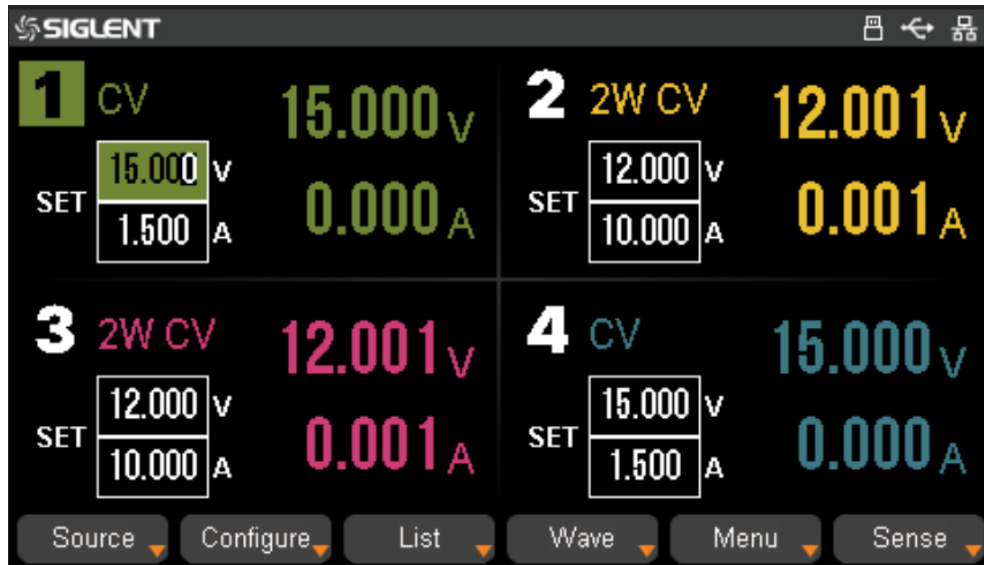 SIGLENT
1 CV 15.000 V
SET 15.000 V
1.500 A
0.000 A
2 2W CV 12.001 V
SET 12.000 V
10.000 A
0.001 A
3 2W CV 12.001 V
SET 12.000 V
10.000 A
0.001 A
4 CV 15.000 V
SET 15.000 V
1.500 A
0.000 A
Source Configure List Wave Menu Sense